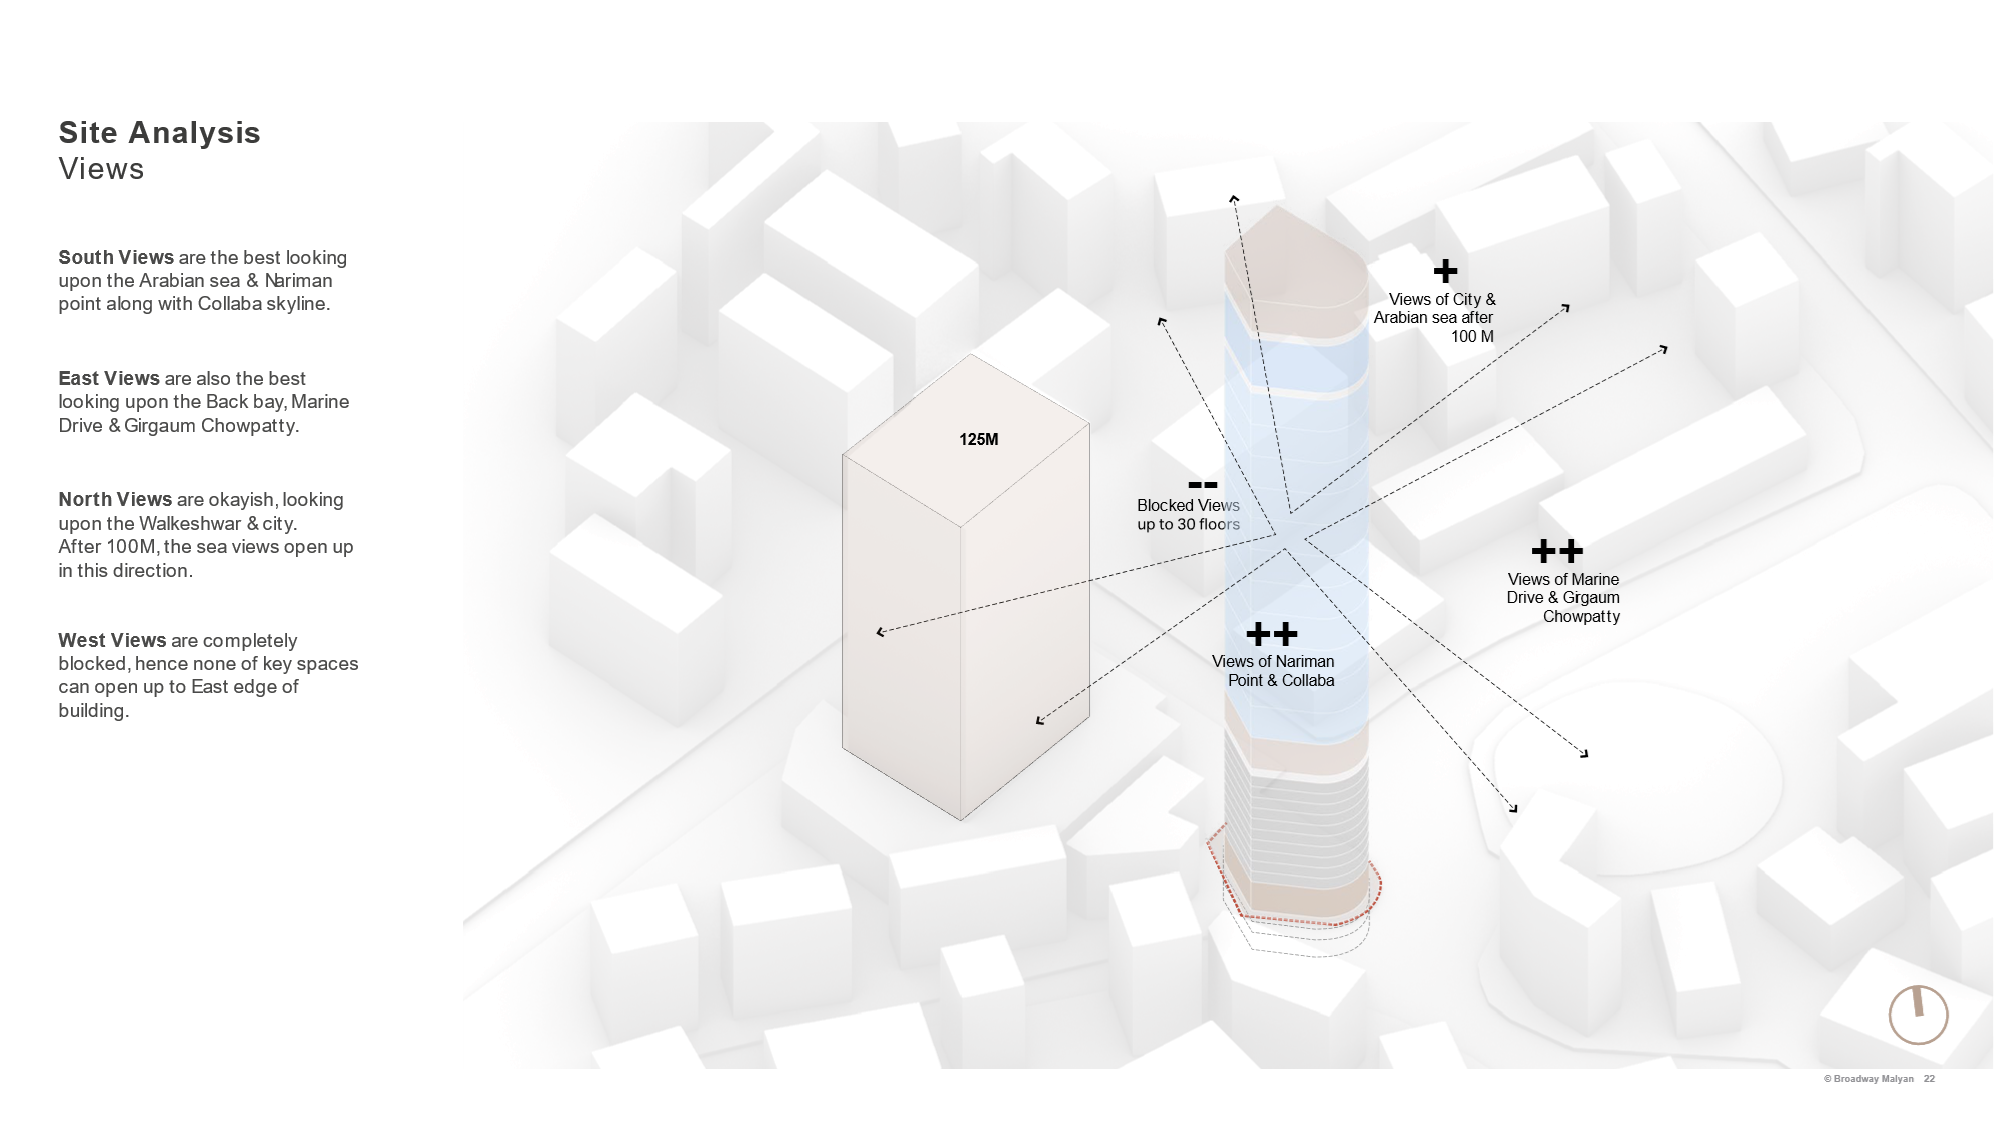 Site Analysis
Views
South Views are the best looking
upon the Arabian sea & Nariman
point along with Collaba skyline.
East Views are also the best
looking upon the Back bay, Marine
Drive & Girgaum Chowpatty.
North Views are okayish, looking
upon the Walkeshwar & city.
After 100M, the sea views open up
in this direction.
West Views are completely
blocked, hence none of key spaces
can open up to East edge of
building.
125M
+
Views of City &
Arabian sea after
100 M
--
Blocked Views
up to 30 floors
++
Views of Marine
Drive & Girgaum
Chowpatty
++
Views of Nariman
Point & Collaba
© Broadway Malyan 22